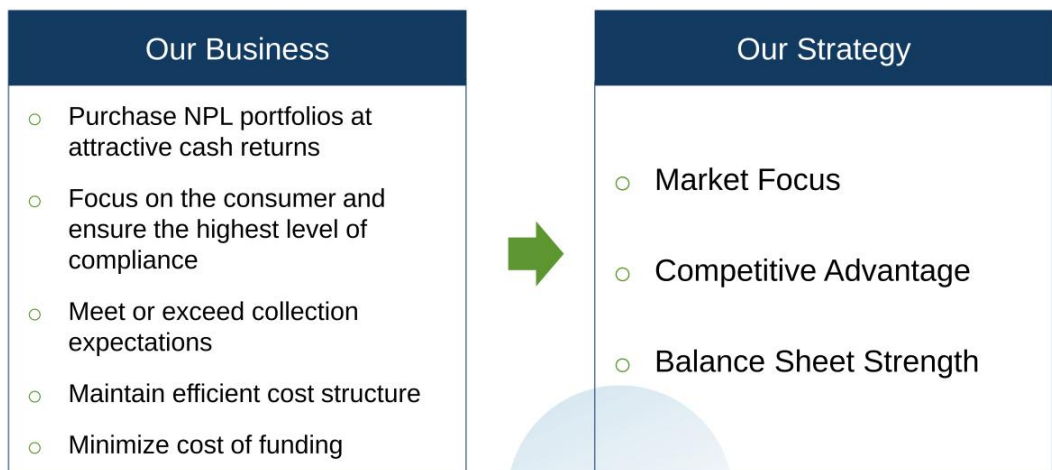 Our Business
Purchase NPL portfolios at
attractive cash returns
Focus on the consumer and
ensure the highest level of
compliance
Meet or exceed collection
expectations
Maintain efficient cost structure
Minimize cost of funding
Our Strategy
Market Focus
Competitive Advantage
Balance Sheet Strength